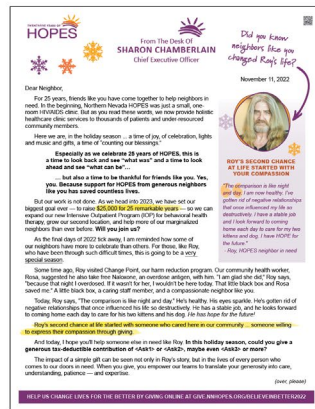 HOPES
From The Desk Of
SHARON CHAMBERLAIN
Chief Executive Officer
Did you know
neighbors like you
changed Roy's life?
November 11, 2022
Dear Neighbor,
For 25 years, friends like you have come together to help neighbors in
need. In the beginning, Northern Nevada HOPES was just a small, one-
room HIV/AIDS clinic. But as you read these words, we now provide holistic
healthcare clinic services to thousands of patients and under-resourced
community members.
Here we are, in the holiday season ... a time of joy, of celebration, lights
and music and gifts, a time of "counting our blessings."
Especially as we celebrate 25 years of HOPES, this is
a time to look back and see "what was" and a time to look
ahead and see "what can be"...
... but also a time to be thankful for friends like you. Yes,
you. Because support for HOPES from generous neighbors
like you has saved countless lives.
But our work is not done. As we head into 2023, we have set our
biggest goal ever — to raise $25,000 for 25 remarkable years — so we can
expand our new Intensive Outpatient Program (IOP) for behavioral health
therapy, grow our second location, and help more of our marginalized
neighbors than ever before. Will you join us?
As the final days of 2022 tick away, I am reminded how some of
our neighbors have more to celebrate than others. For those, like Roy,
who have been through such difficult times, this is going to be a very
special season.
ROY'S SECOND CHANCE
AT LIFE STARTED WITH
YOUR COMPASSION
"The comparison is like night
and day. I am now healthy. I've
gotten rid of negative relationships
that once influenced my life so
destructively. I have a stable job
and I look forward to coming
home each day to care for my two
kittens and dog. I have HOPE for
the future."
- Roy, HOPES neighbor in need
Some time ago, Roy visited Change Point, our harm reduction program. Our community health worker,
Rosa, suggested he also take free Naloxone, an overdose antigen, with him. "I am glad she did," Roy says,
"because that night I overdosed. If it wasn't for her, I wouldn't be here today. That little black box and Rosa
saved me." A little black box, a caring staff member, and a compassionate neighbor like you.
Today, Roy says, "The comparison is like night and day." He's healthy. His eyes sparkle. He's gotten rid of
negative relationships that once influenced his life so destructively. He has a stable job, and he looks forward
to coming home each day to care for his two kittens and his dog. He has hope for the future!
Roy's second chance at life started with someone who cared here in our community ... someone willing
to express their compassion through giving.
And today, I hope you'll help someone else in need like Roy. In this holiday season, could you give a
generous tax-deductible contribution of <Ask1> or <Ask2>, maybe even <Ask3> or more?
The impact of a simple gift can be seen not only in Roy's story, but in the lives of every person who
comes to our doors in need. When you give, you empower our teams to translate your generosity into care,
understanding, patience — and expertise.
(over, please)
HELP US CHANGE LIVES FOR THE BETTER BY GIVING ONLINE AT GIVE.NNHOPES.ORG/BELIEVEINBETTER2022